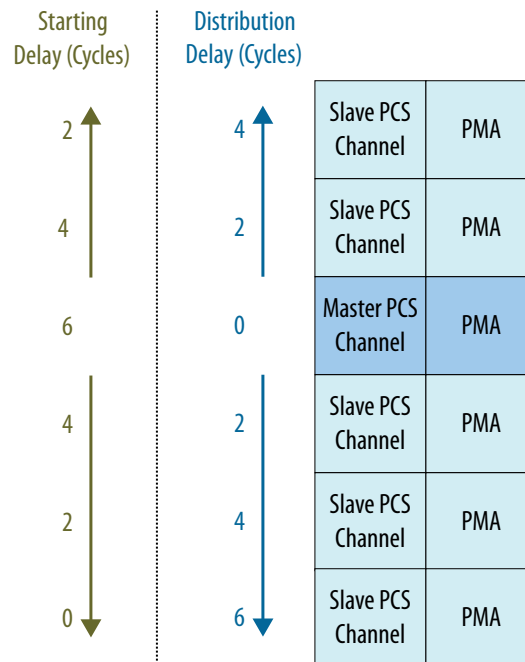 Starting
Delay (Cycles)
Distribution
Delay (Cycles)
2
4
Slave PCS
Channel
PMA
4
2
Slave PCS
Channel
PMA
6
0
Master PCS
Channel
PMA
4
2
Slave PCS
Channel
PMA
2
4
Slave PCS
Channel
PMA
0
6
Slave PCS
Channel
PMA